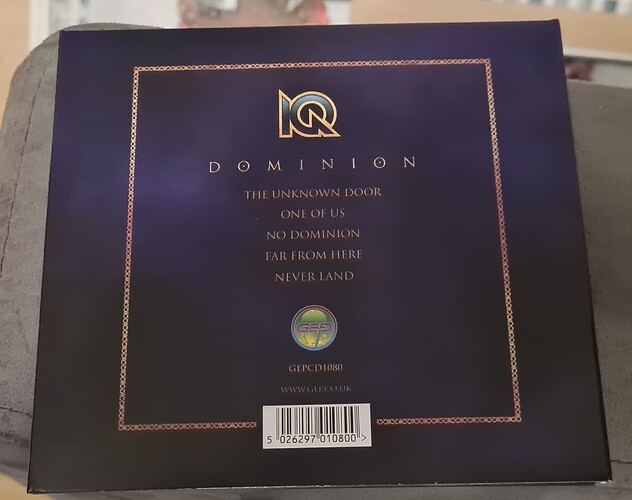 IQ
DOMINION
THE UNKNOWN DOOR
ONE OF US
NO DOMINION
FAR FROM HERE
NEVER LAND
GEP
GEPCD1080
WWW.GEP.CO.UK
5 026297 010800 >